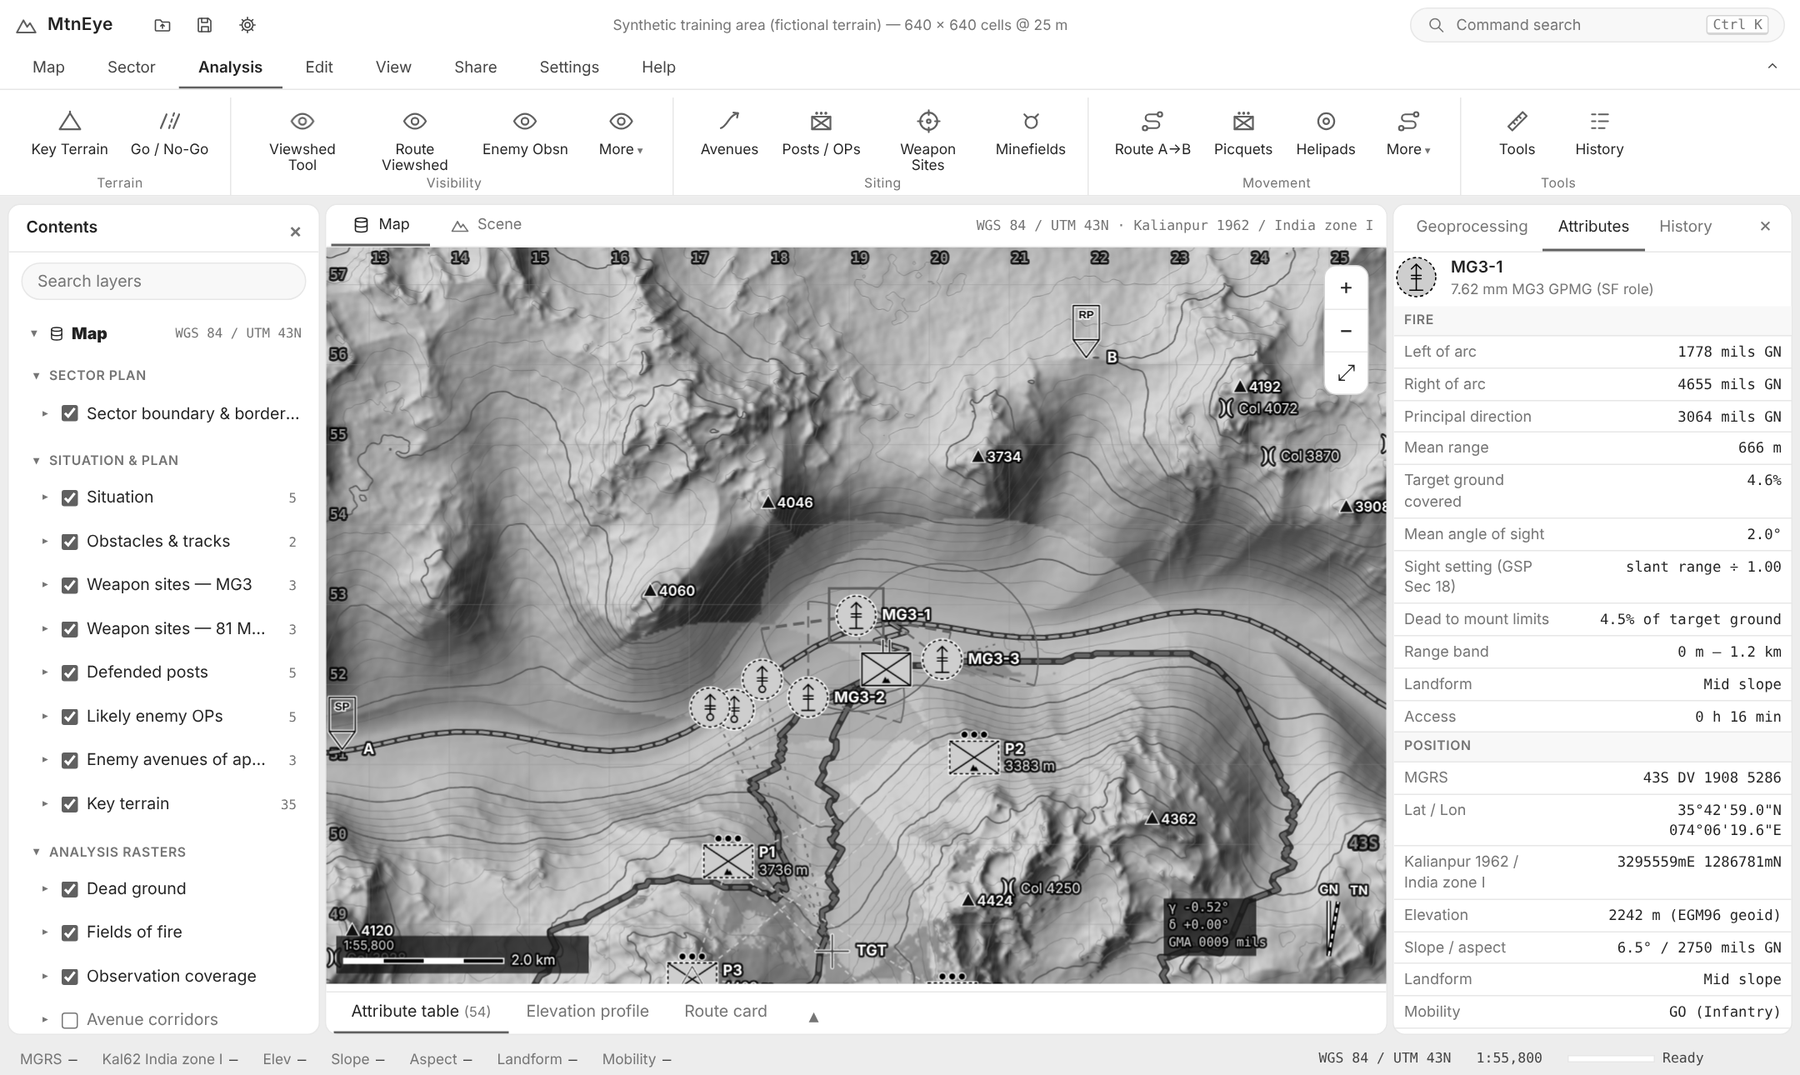 MtnEye
Synthetic training area (fictional terrain) — 640 × 640 cells @ 25 m
Command search
Ctrl K
Map
Sector
Analysis
Edit
View
Share
Settings
Help
Key Terrain
Go / No-Go
Terrain
Viewshed
Tool
Route
Viewshed
Enemy Obsn
More ▾
Visibility
Avenues
Posts / OPs
Weapon
Sites
Minefields
Siting
Route A→B
Picquets
Helipads
More ▾
Movement
Tools
History
Tools
Contents
×
Search layers
Map
WGS 84 / UTM 43N
SECTOR PLAN
Sector boundary & border...
SITUATION & PLAN
Situation
5
Obstacles & tracks
2
Weapon sites — MG3
3
Weapon sites — 81 M...
3
Defended posts
5
Likely enemy OPs
5
Enemy avenues of ap...
3
Key terrain
35
ANALYSIS RASTERS
Dead ground
Fields of fire
Observation coverage
Avenue corridors
Map
Scene
WGS 84 / UTM 43N · Kalianpur 1962 / India zone I
13
14
15
16
17
18
19
20
21
22
23
24
25
57
56
55
54
53
52
51
50
49
43S
+
−
RP
B
4192
Col 4072
Col 3870
3734
3908
4046
4060
MG3-1
MG3-3
MG3-2
SP
A
P2
3383 m
4362
P1
3736 m
Col 4250
4424
GN
TN
4120
γ -0.52°
δ +0.00°
GMA 0009 mils
1:55,800
2.0 km
TGT
P3
Attribute table (54)
Elevation profile
Route card
▲
Geoprocessing
Attributes
History
×
MG3-1
7.62 mm MG3 GPMG (SF role)
FIRE
Left of arc
1778 mils GN
Right of arc
4655 mils GN
Principal direction
3064 mils GN
Mean range
666 m
Target ground
covered
4.6%
Mean angle of sight
2.0°
Sight setting (GSP
Sec 18)
slant range ÷ 1.00
Dead to mount limits
4.5% of target ground
Range band
0 m – 1.2 km
Landform
Mid slope
Access
0 h 16 min
POSITION
MGRS
43S DV 1908 5286
Lat / Lon
35°42'59.0"N
074°06'19.6"E
Kalianpur 1962 /
India zone I
3295559mE 1286781mN
Elevation
2242 m (EGM96 geoid)
Slope / aspect
6.5° / 2750 mils GN
Landform
Mid slope
Mobility
GO (Infantry)
MGRS –
Kal62 India zone I –
Elev –
Slope –
Aspect –
Landform –
Mobility –
WGS 84 / UTM 43N
1:55,800
Ready